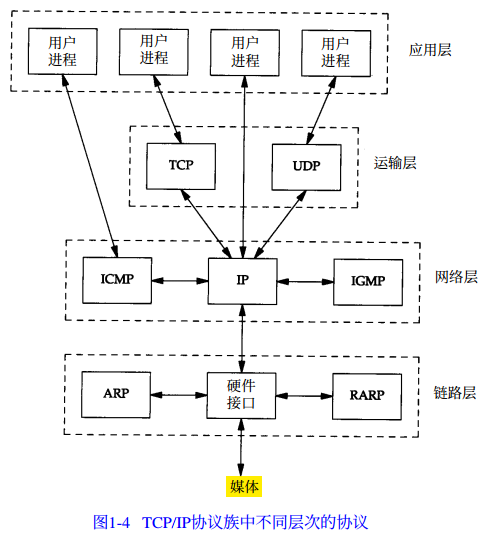 用户
进程
用户
进程
用户
进程
用户
进程
应用层
TCP
UDP
运输层
ICMP
IP
IGMP
网络层
ARP
硬件
接口
RARP
链路层
媒体
图1-4 TCP/IP协议族中不同层次的协议